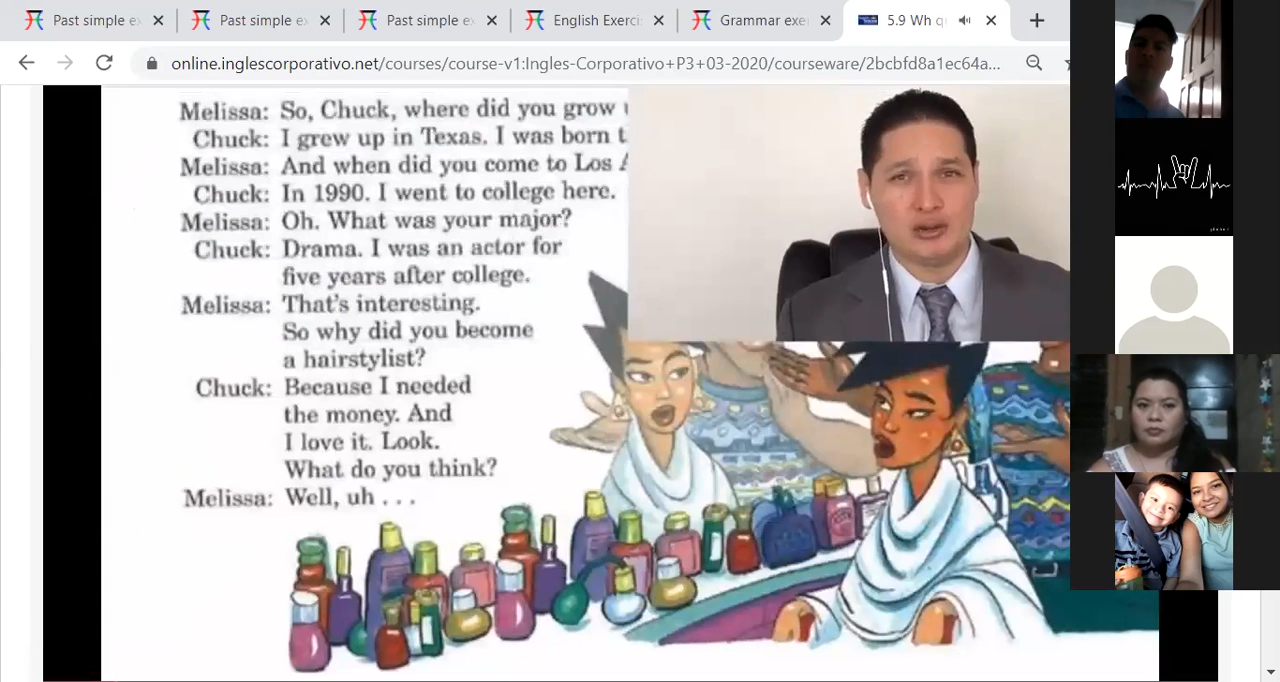 Past simple e
Past simple e
Past simple e
English Exerci
Grammar exe
5.9 Wh q
online.inglescorporativo.net/courses/course-v1:Ingles-Corporativo+P3+03-2020/courseware/2bcbfd8a1ec64a...
Melissa: So, Chuck, where did you grow
Chuck: I grew up in Texas. I was born t
Melissa: And when did you come to Los A
Chuck: In 1990. I went to college here.
Melissa: Oh. What was your major?
Chuck: Drama. I was an actor for
five years after college.
Melissa: That's interesting.
So why did you become
a hairstylist?
Chuck: Because I needed
the money. And
I love it. Look.
What do you think?
Melissa: Well, uh . . .